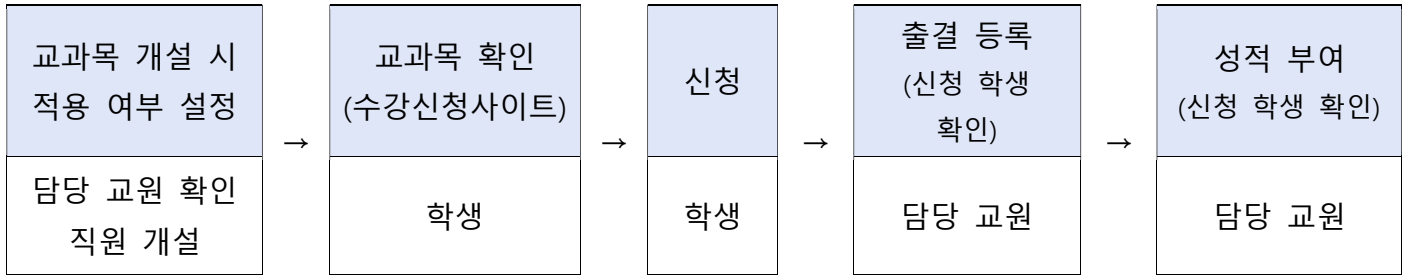 교과목 개설 시
적용 여부 설정
담당 교원 확인
직원 개설
→
교과목 확인
(수강신청사이트)
학생
→
신청
학생
→
출결 등록
(신청 학생
확인)
담당 교원
→
성적 부여
(신청 학생 확인)
담당 교원